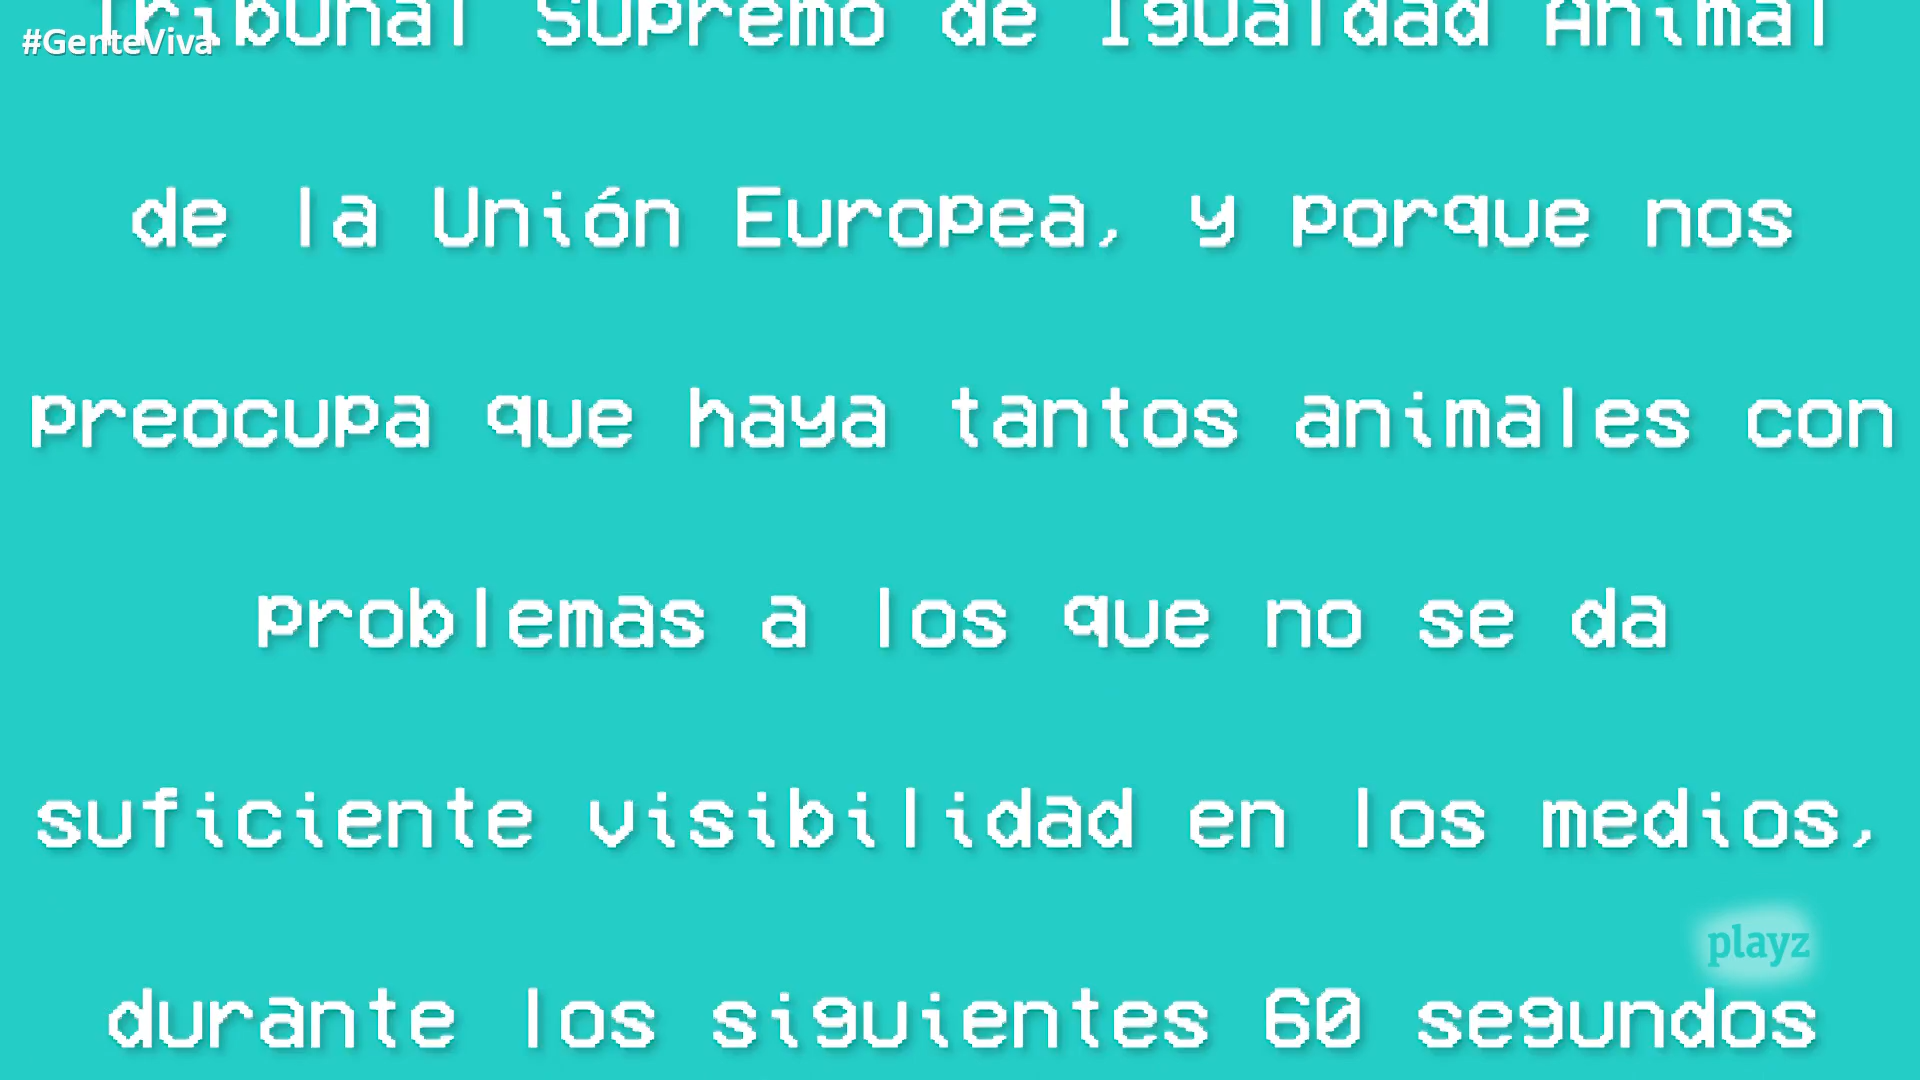 #GenteViva
Tribunal Supremo de Igualdad Animal
de la Unión Europea, y porque nos
preocupa que haya tantos animales con
problemas a los que no se da
suficiente visibilidad en los medios,
playz
durante los siguientes 60 segundos